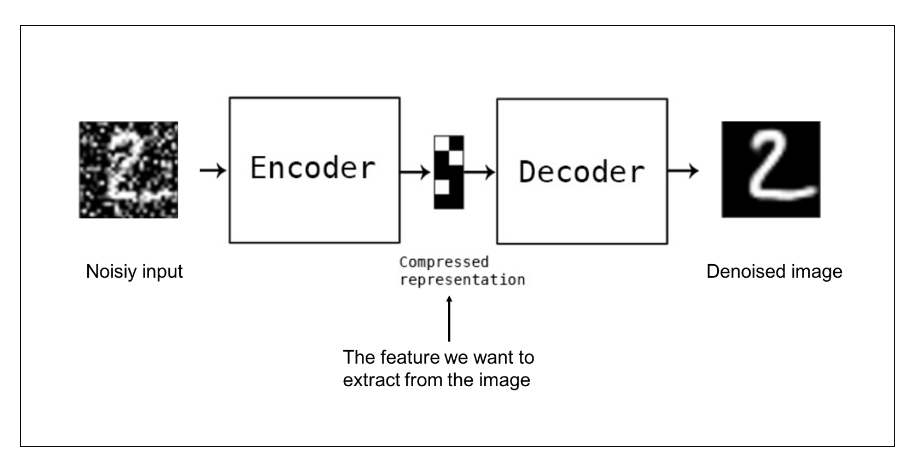 Encoder
Decoder
Noisiy input
Compressed
representation
Denoised image
The feature we want to
extract from the image